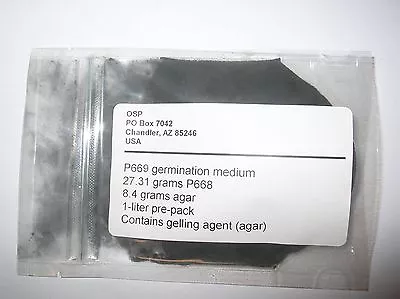 OSP
PO Box 7042
Chandler, AZ 85246
USA
P669 germination medium
27.31 grams P668
8.4 grams agar
1-liter pre-pack
Contains gelling agent (agar)